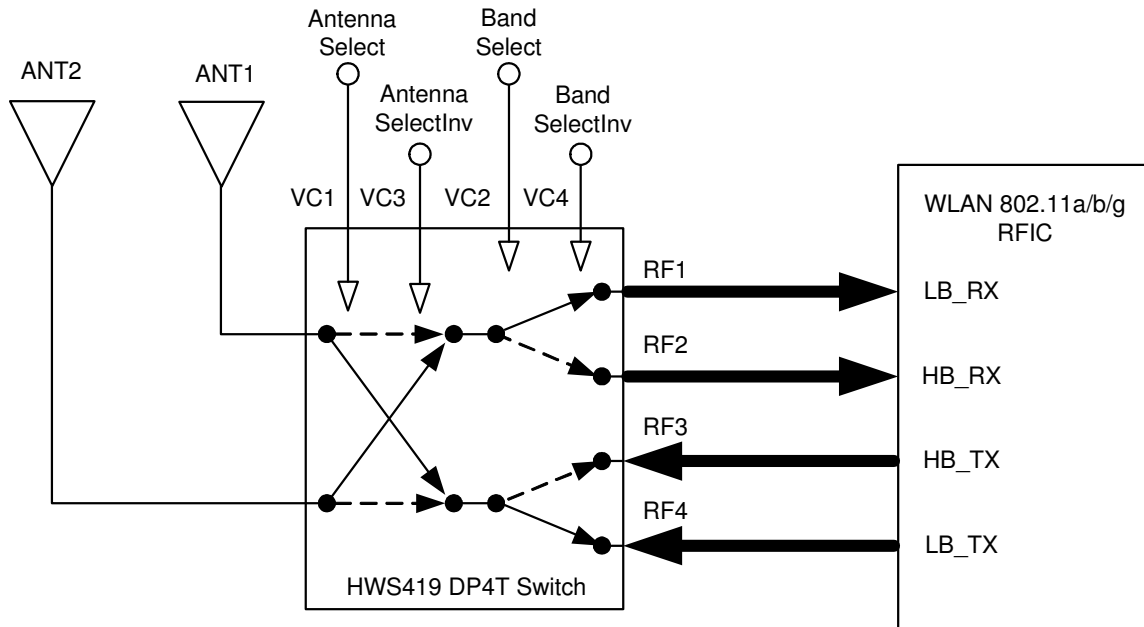 Antenna
Select
Band
Select
ANT2
ANT1
Antenna
SelectInv
Band
SelectInv
VC1
VC3
VC2
VC4
WLAN 802.11a/b/g
RFIC
RF1
LB_RX
RF2
HB_RX
RF3
HB_TX
RF4
LB_TX
HWS419 DP4T Switch